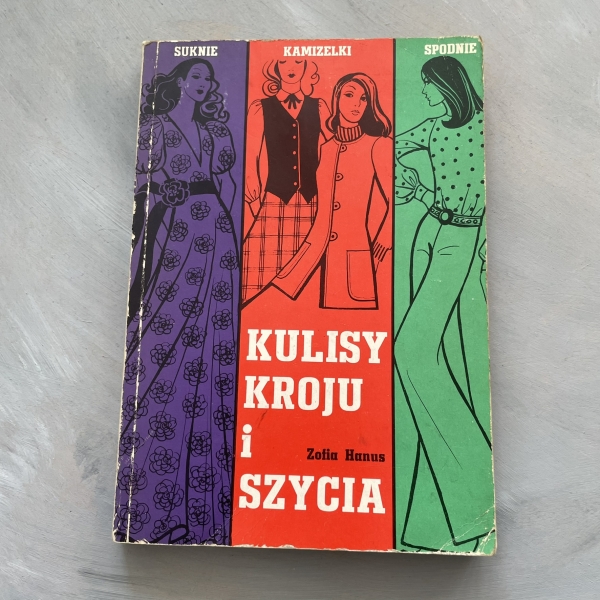 SUKNIE KAMIZELKI SPODNIE
KULISY
KROJU
i
Zofia Hanus
SZYCIA